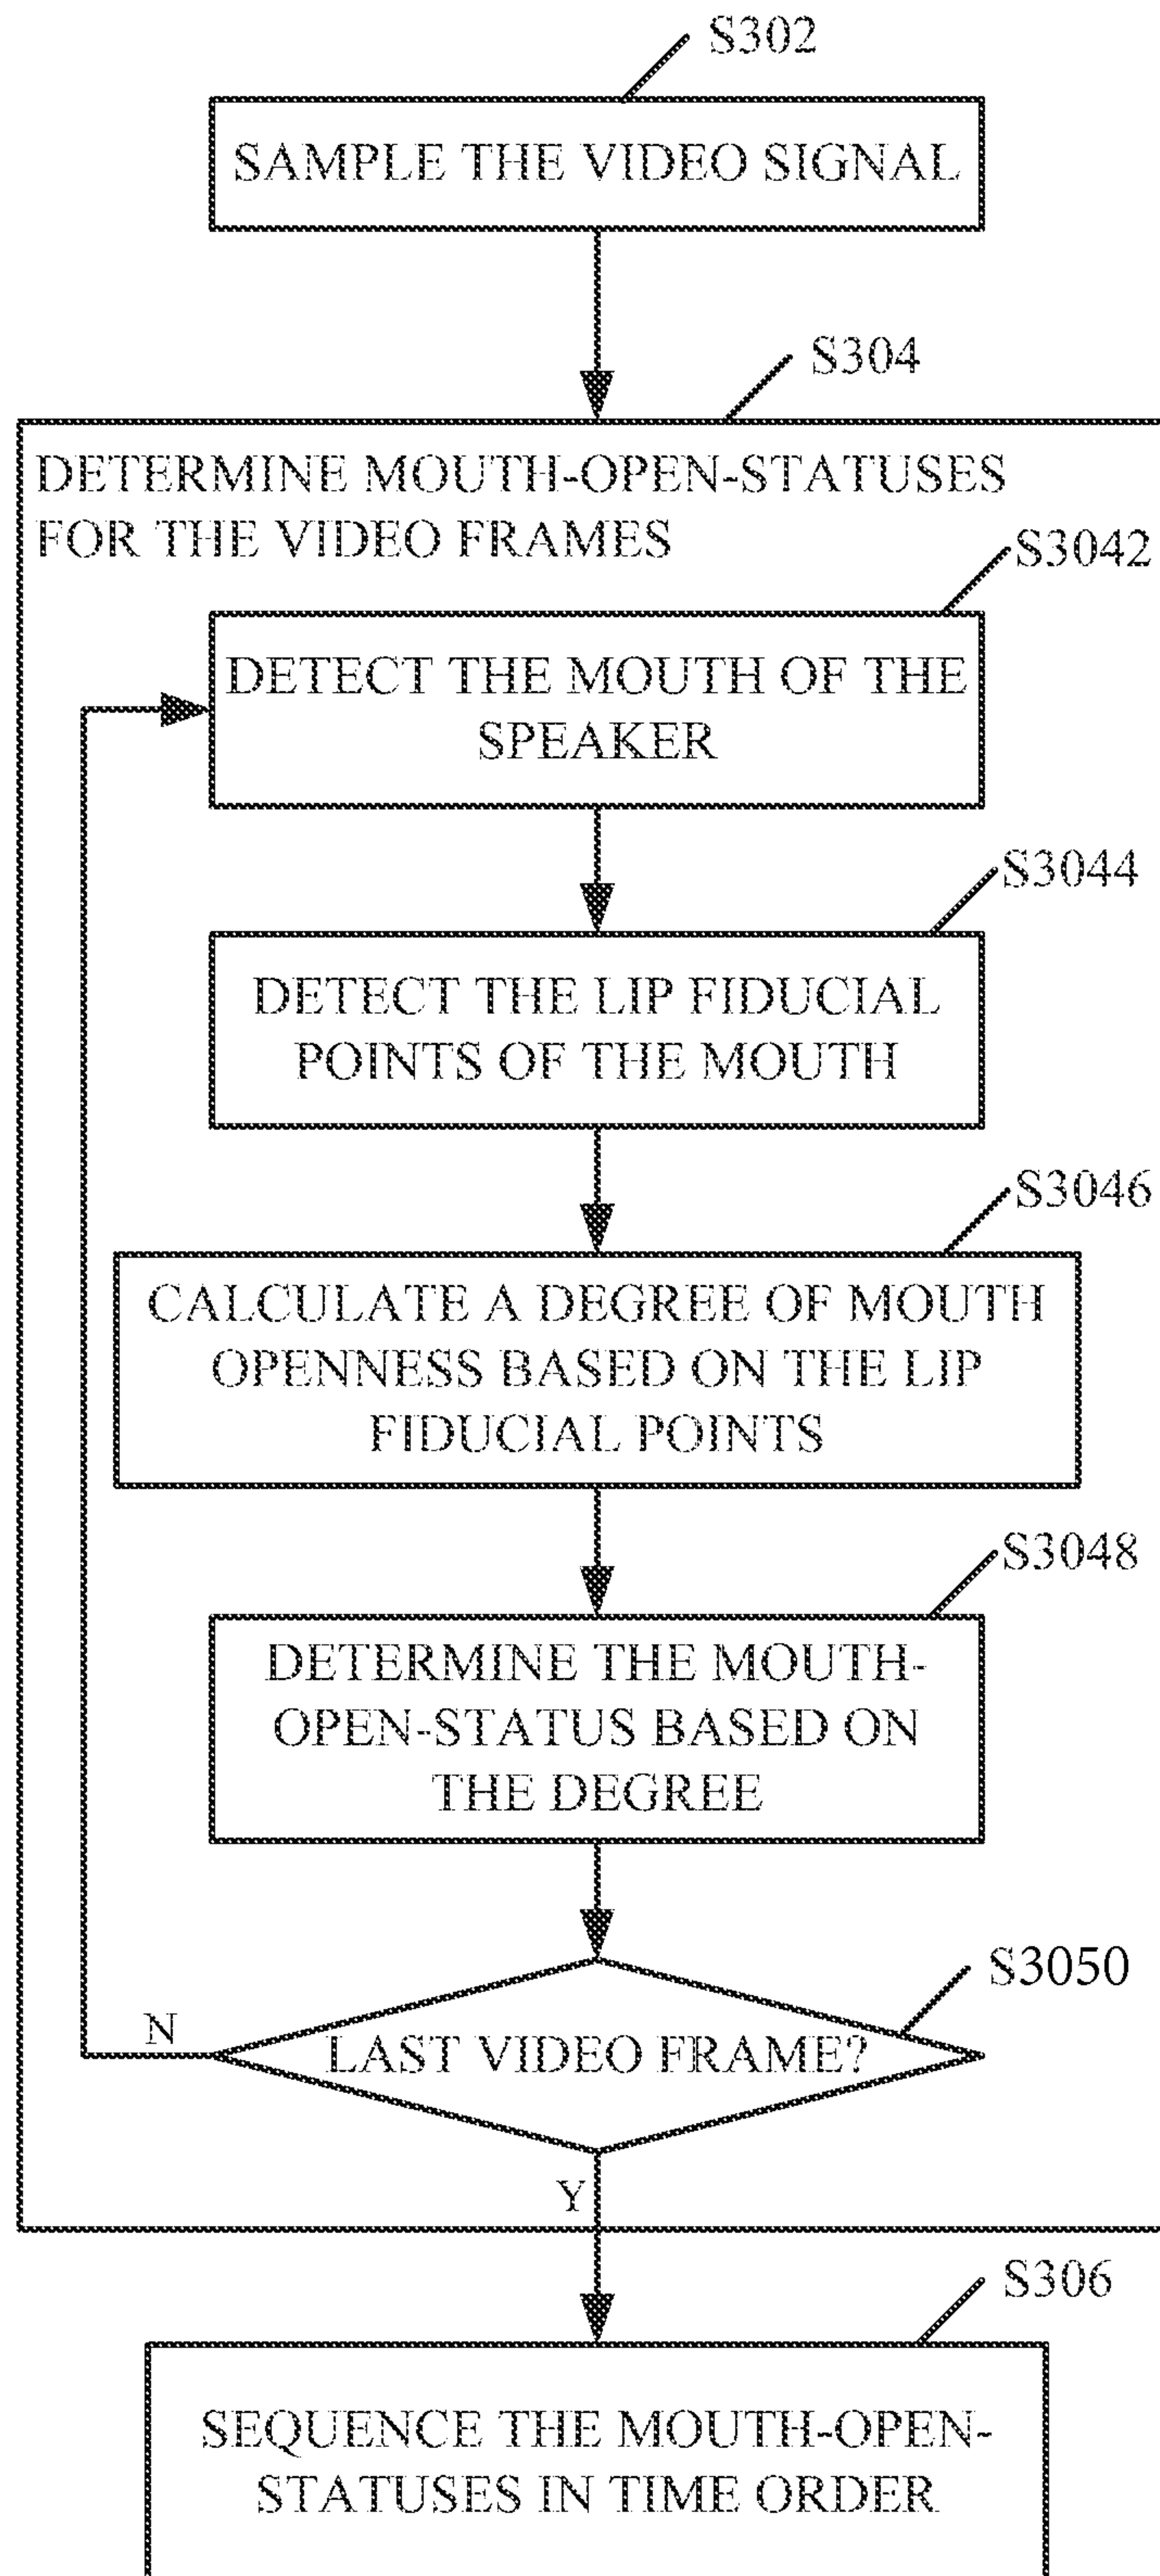 S302
SAMPLE THE VIDEO SIGNAL
S304
DETERMINE MOUTH-OPEN-STATUSES
FOR THE VIDEO FRAMES
S3042
DETECT THE MOUTH OF THE
SPEAKER
S3044
DETECT THE LIP FIDUCIAL
POINTS OF THE MOUTH
S3046
CALCULATE A DEGREE OF MOUTH
OPENNESS BASED ON THE LIP
FIDUCIAL POINTS
S3048
DETERMINE THE MOUTH-
OPEN-STATUS BASED ON
THE DEGREE
S3050
N
LAST VIDEO FRAME?
Y
S306
SEQUENCE THE MOUTH-OPEN-
STATUSES IN TIME ORDER